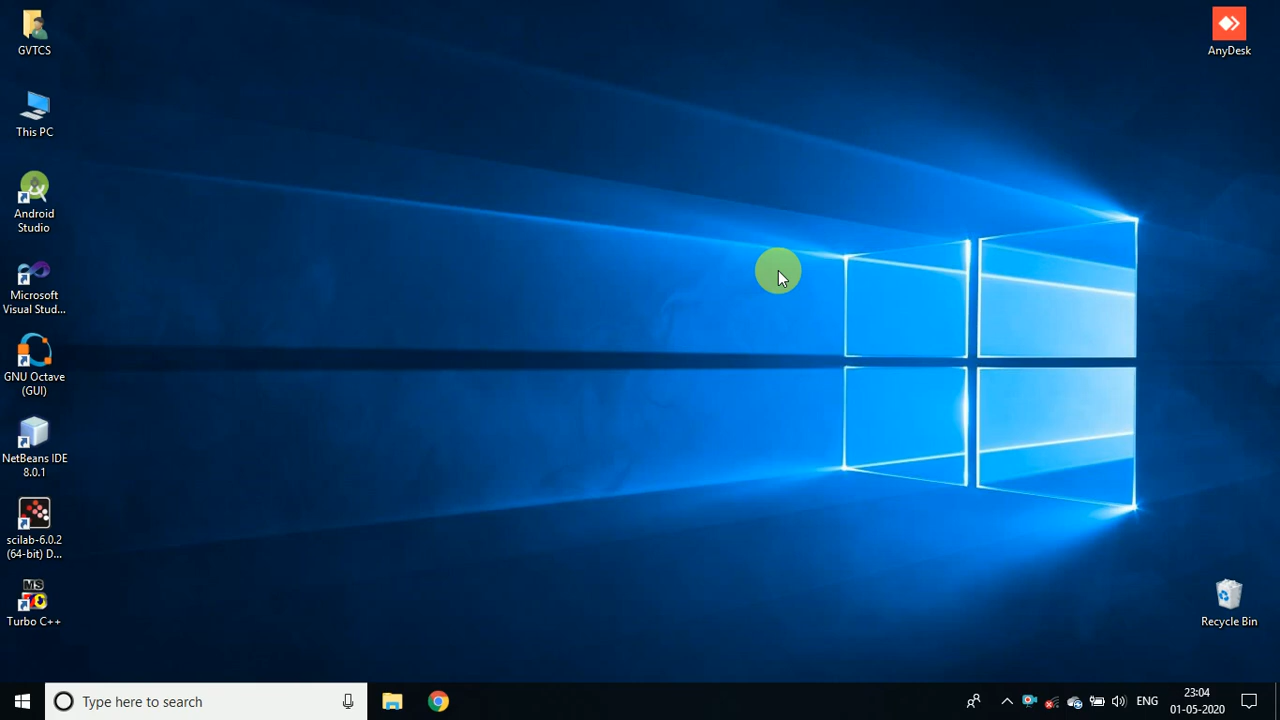 GVTCS
This PC
Android
Studio
Microsoft
Visual Stud...
GNU Octave
(GUI)
NetBeans IDE
8.0.1
scilab-6.0.2
(64-bit) D...
MS
Turbo C++
AnyDesk
Recycle Bin
Type here to search
ENG
23:04
01-05-2020